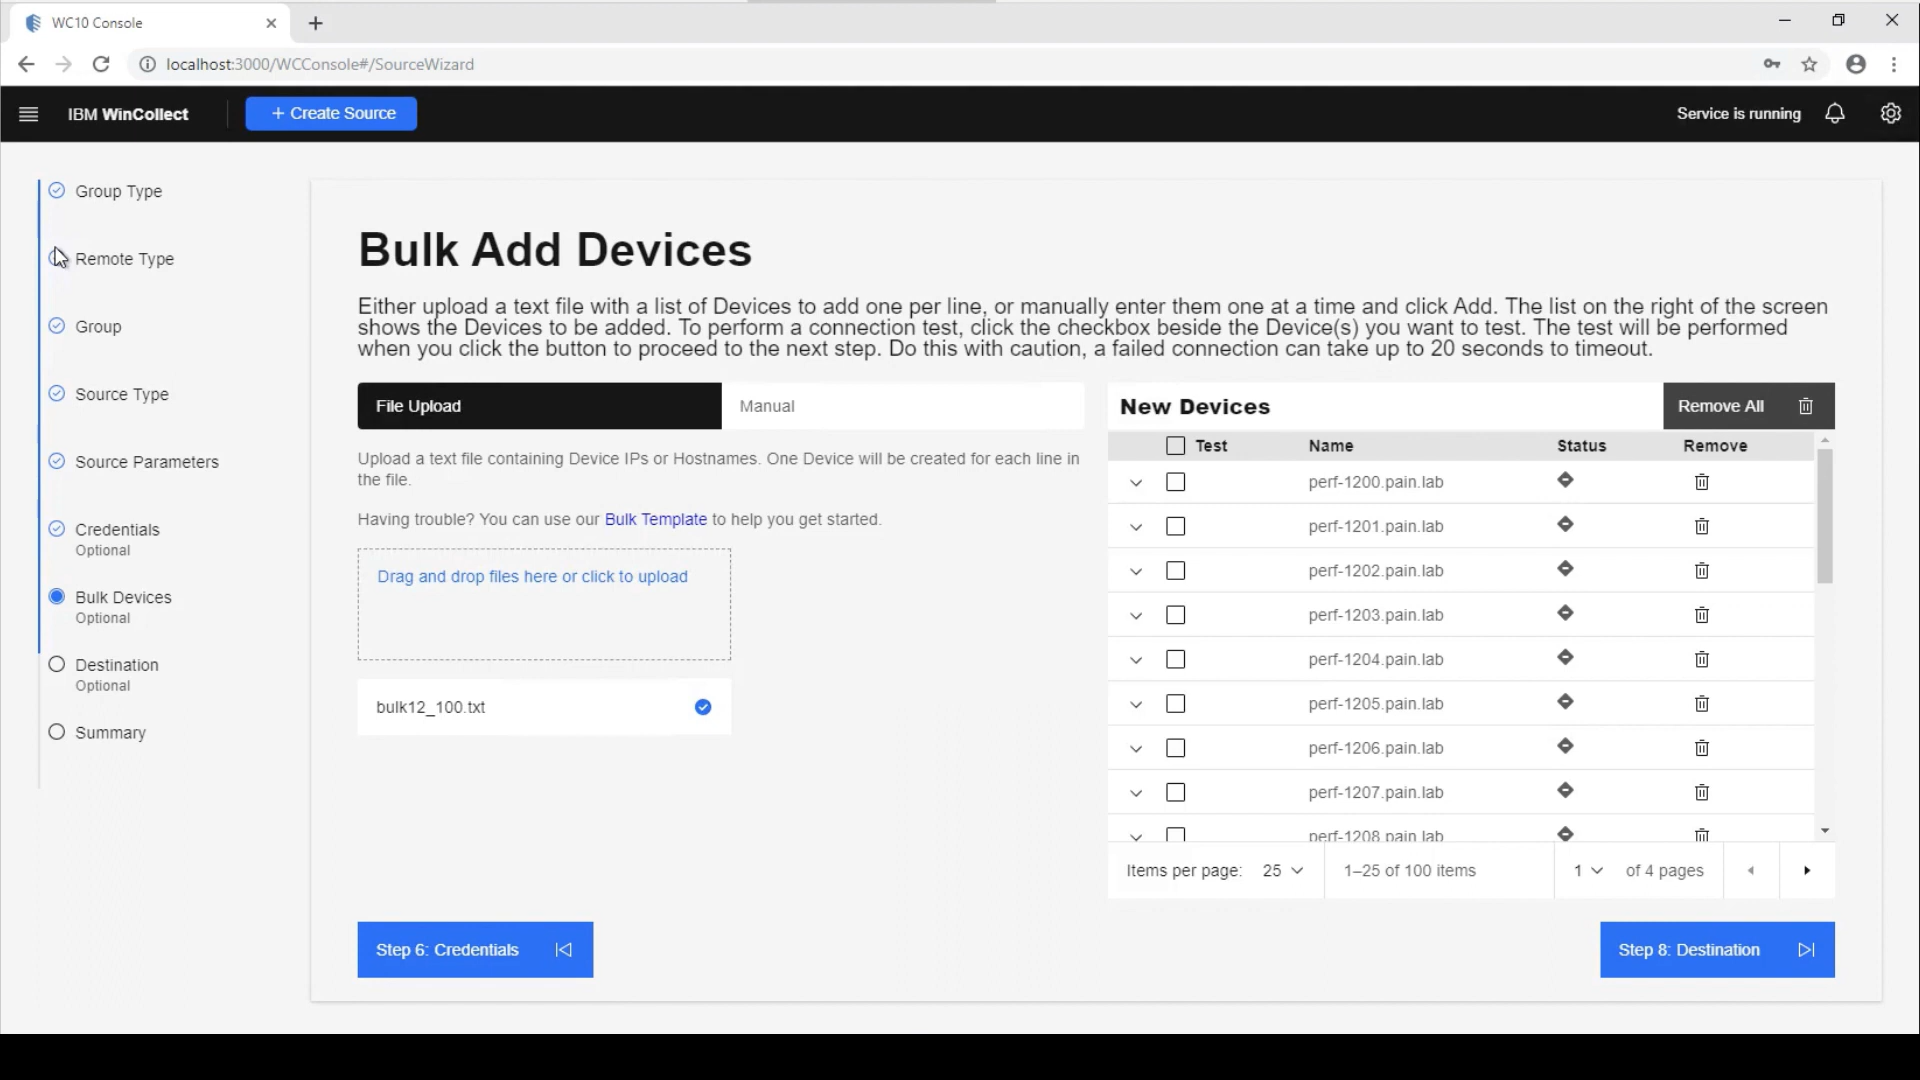 WC10 Console
localhost:3000/WCConsole#/SourceWizard
IBM WinCollect
+ Create Source
Service is running
Group Type
Remote Type
Group
Source Type
Source Parameters
Credentials
Optional
Bulk Devices
Optional
Destination
Optional
Summary
Bulk Add Devices
Either upload a text file with a list of Devices to add one per line, or manually enter them one at a time and click Add. The list on the right of the screen
shows the Devices to be added. To perform a connection test, click the checkbox beside the Device(s) you want to test. The test will be performed
when you click the button to proceed to the next step. Do this with caution, a failed connection can take up to 20 seconds to timeout.
File Upload
Manual
Upload a text file containing Device IPs or Hostnames. One Device will be created for each line in
the file.
Having trouble? You can use our Bulk Template to help you get started.
Drag and drop files here or click to upload
bulk12_100.txt
New Devices
Remove All
Test Name Status Remove
perf-1200.pain.lab
perf-1201.pain.lab
perf-1202.pain.lab
perf-1203.pain.lab
perf-1204.pain.lab
perf-1205.pain.lab
perf-1206.pain.lab
perf-1207.pain.lab
perf-1208.pain.lab
Items per page: 25 1–25 of 100 items 1 of 4 pages
Step 6: Credentials
Step 8: Destination